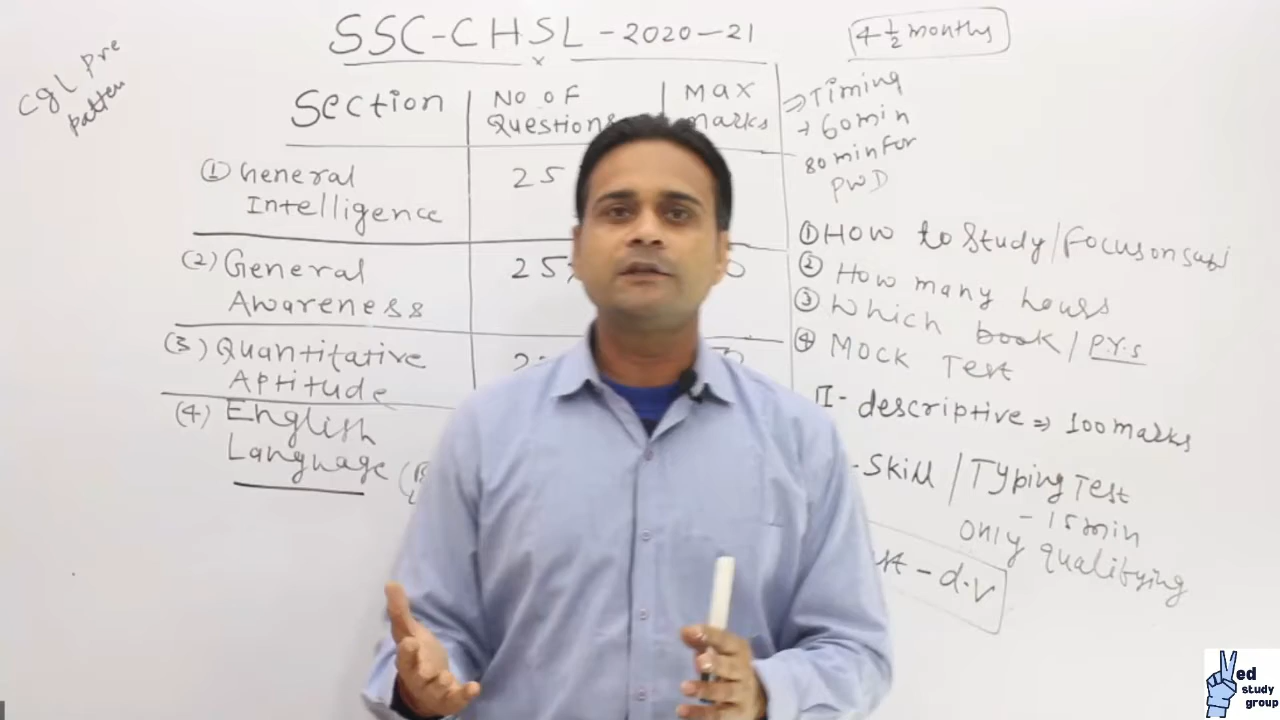 SSC-CHSL-2020-21
4 1/2 months
Cgl pre
pattern
Section
No OF
Questions
Max
marks
⇒ Timing
→ 60 min
80 min For
PWD
(1) General
Intelligence
25
(2) General
Awareness
25
(3) Quantitative
Aptitude
(4) English
Language
(1) How to Study/Focus on
(2) How many hours
(3) Which book/P.Y.S
(4) Mock Test
II- descriptive ⇒ 100 marks
-Skill / Typing Test
- 15 min
only qualifying
- d.v
Ved
study
group